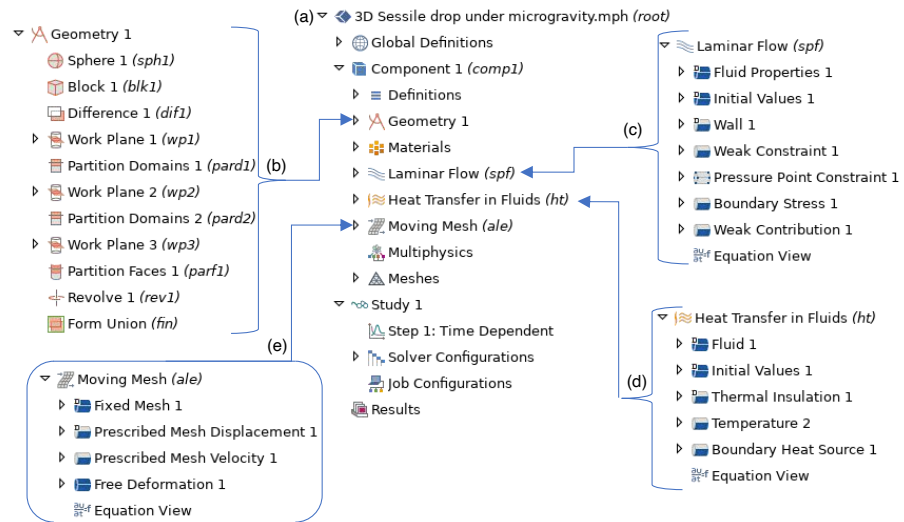 (a)
3D Sessile drop under microgravity.mph (root)
Global Definitions
Component 1 (comp1)
Definitions
Geometry 1
Materials
Laminar Flow (spf)
Heat Transfer in Fluids (ht)
Moving Mesh (ale)
Multiphysics
Meshes
Study 1
Step 1: Time Dependent
Solver Configurations
Job Configurations
Results
(b)
Geometry 1
Sphere 1 (sph1)
Block 1 (blk1)
Difference 1 (dif1)
Work Plane 1 (wp1)
Partition Domains 1 (pard1)
Work Plane 2 (wp2)
Partition Domains 2 (pard2)
Work Plane 3 (wp3)
Partition Faces 1 (parf1)
Revolve 1 (rev1)
Form Union (fin)
(c)
Laminar Flow (spf)
Fluid Properties 1
Initial Values 1
Wall 1
Weak Constraint 1
Pressure Point Constraint 1
Boundary Stress 1
Weak Contribution 1
Equation View
(d)
Heat Transfer in Fluids (ht)
Fluid 1
Initial Values 1
Thermal Insulation 1
Temperature 2
Boundary Heat Source 1
Equation View
(e)
Moving Mesh (ale)
Fixed Mesh 1
Prescribed Mesh Displacement 1
Prescribed Mesh Velocity 1
Free Deformation 1
Equation View